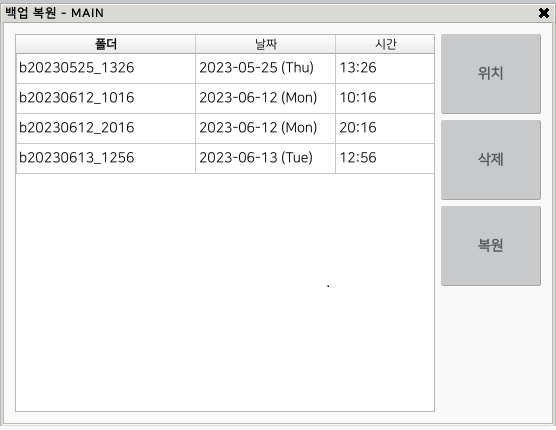 백업 복원 - MAIN
폴더 날짜 시간
b20230525_1326 2023-05-25 (Thu) 13:26
b20230612_1016 2023-06-12 (Mon) 10:16
b20230612_2016 2023-06-12 (Mon) 20:16
b20230613_1256 2023-06-13 (Tue) 12:56
위치
삭제
복원